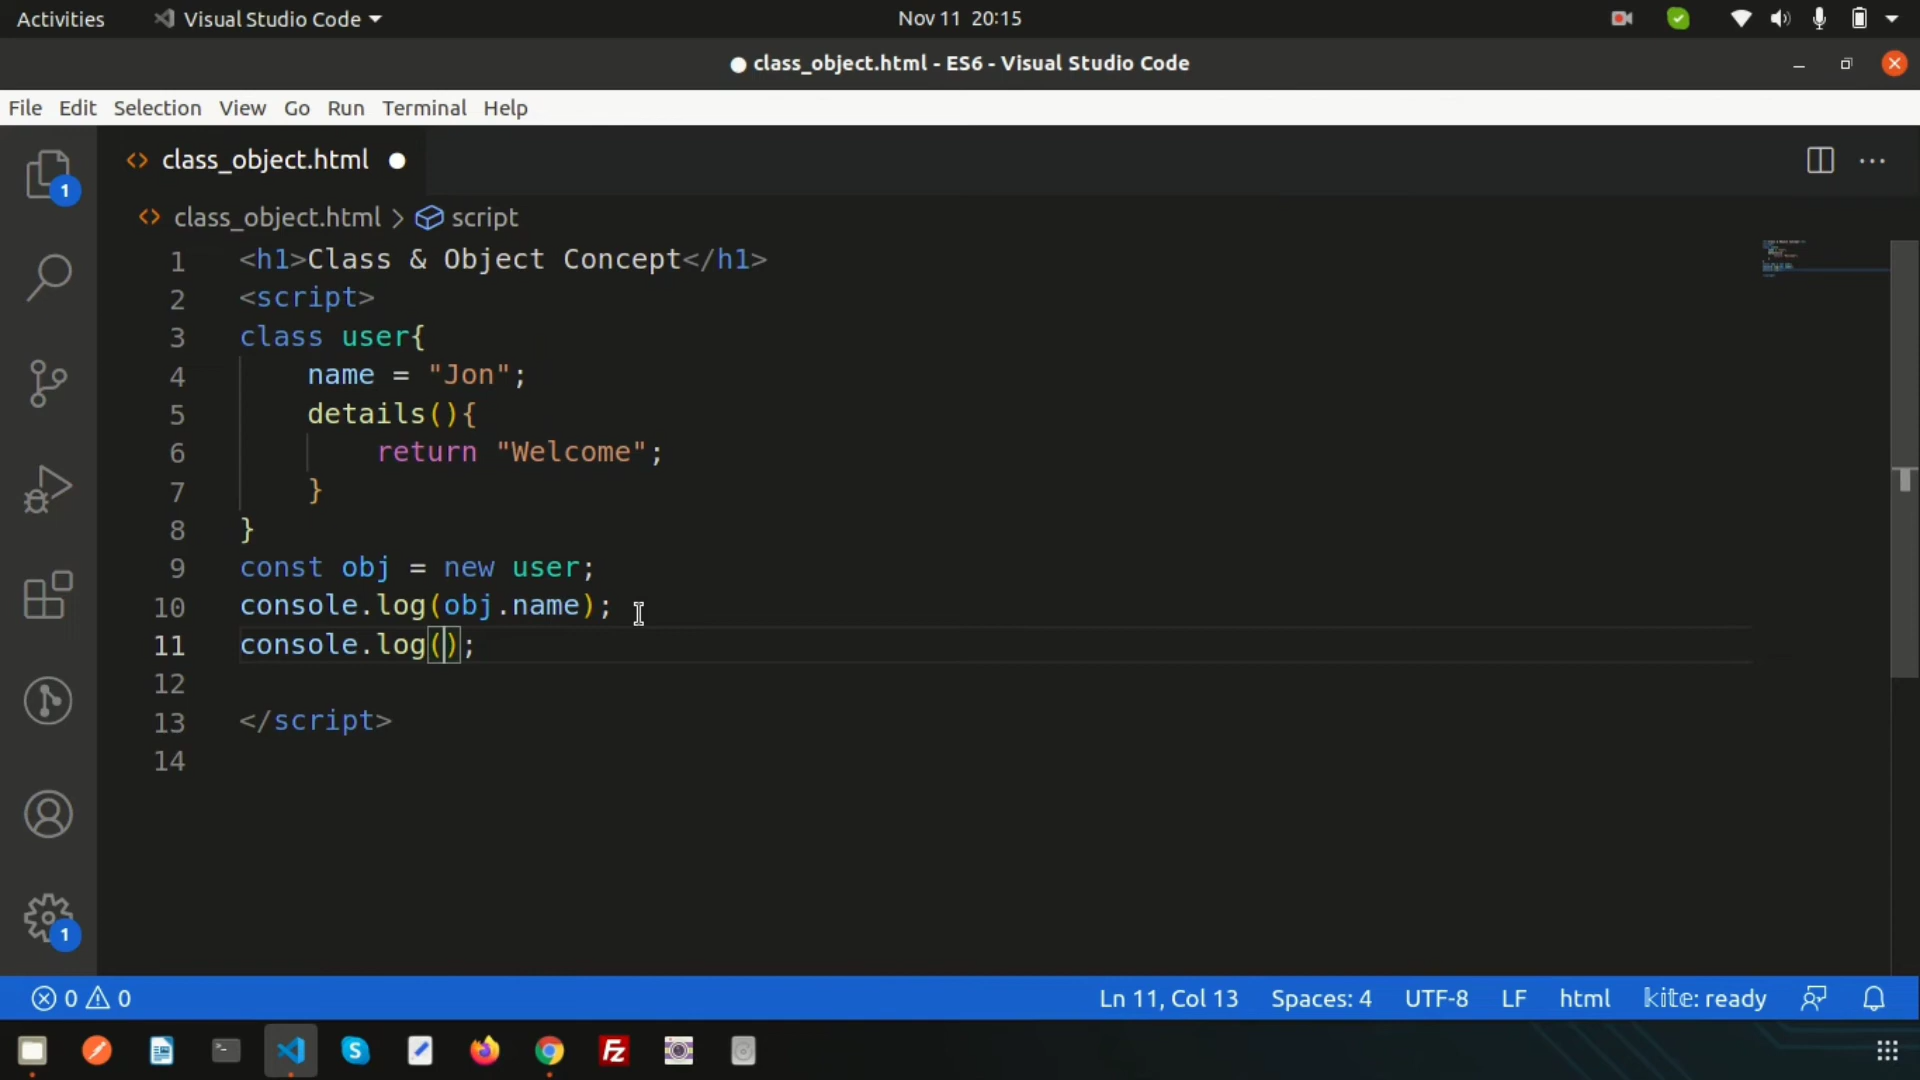 Activities Visual Studio Code Nov 11 20:15
class_object.html - ES6 - Visual Studio Code
File Edit Selection View Go Run Terminal Help
1 <> class_object.html
<> class_object.html > script
1 <h1>Class & Object Concept</h1>
2 <script>
3 class user{
4 name = "Jon";
5 details(){
6 return "Welcome";
7 }
8 }
9 const obj = new user;
10 console.log(obj.name);
11 console.log();
12
13 </script>
14
1
0 0 Ln 11, Col 13 Spaces: 4 UTF-8 LF html kite: ready
S Fz